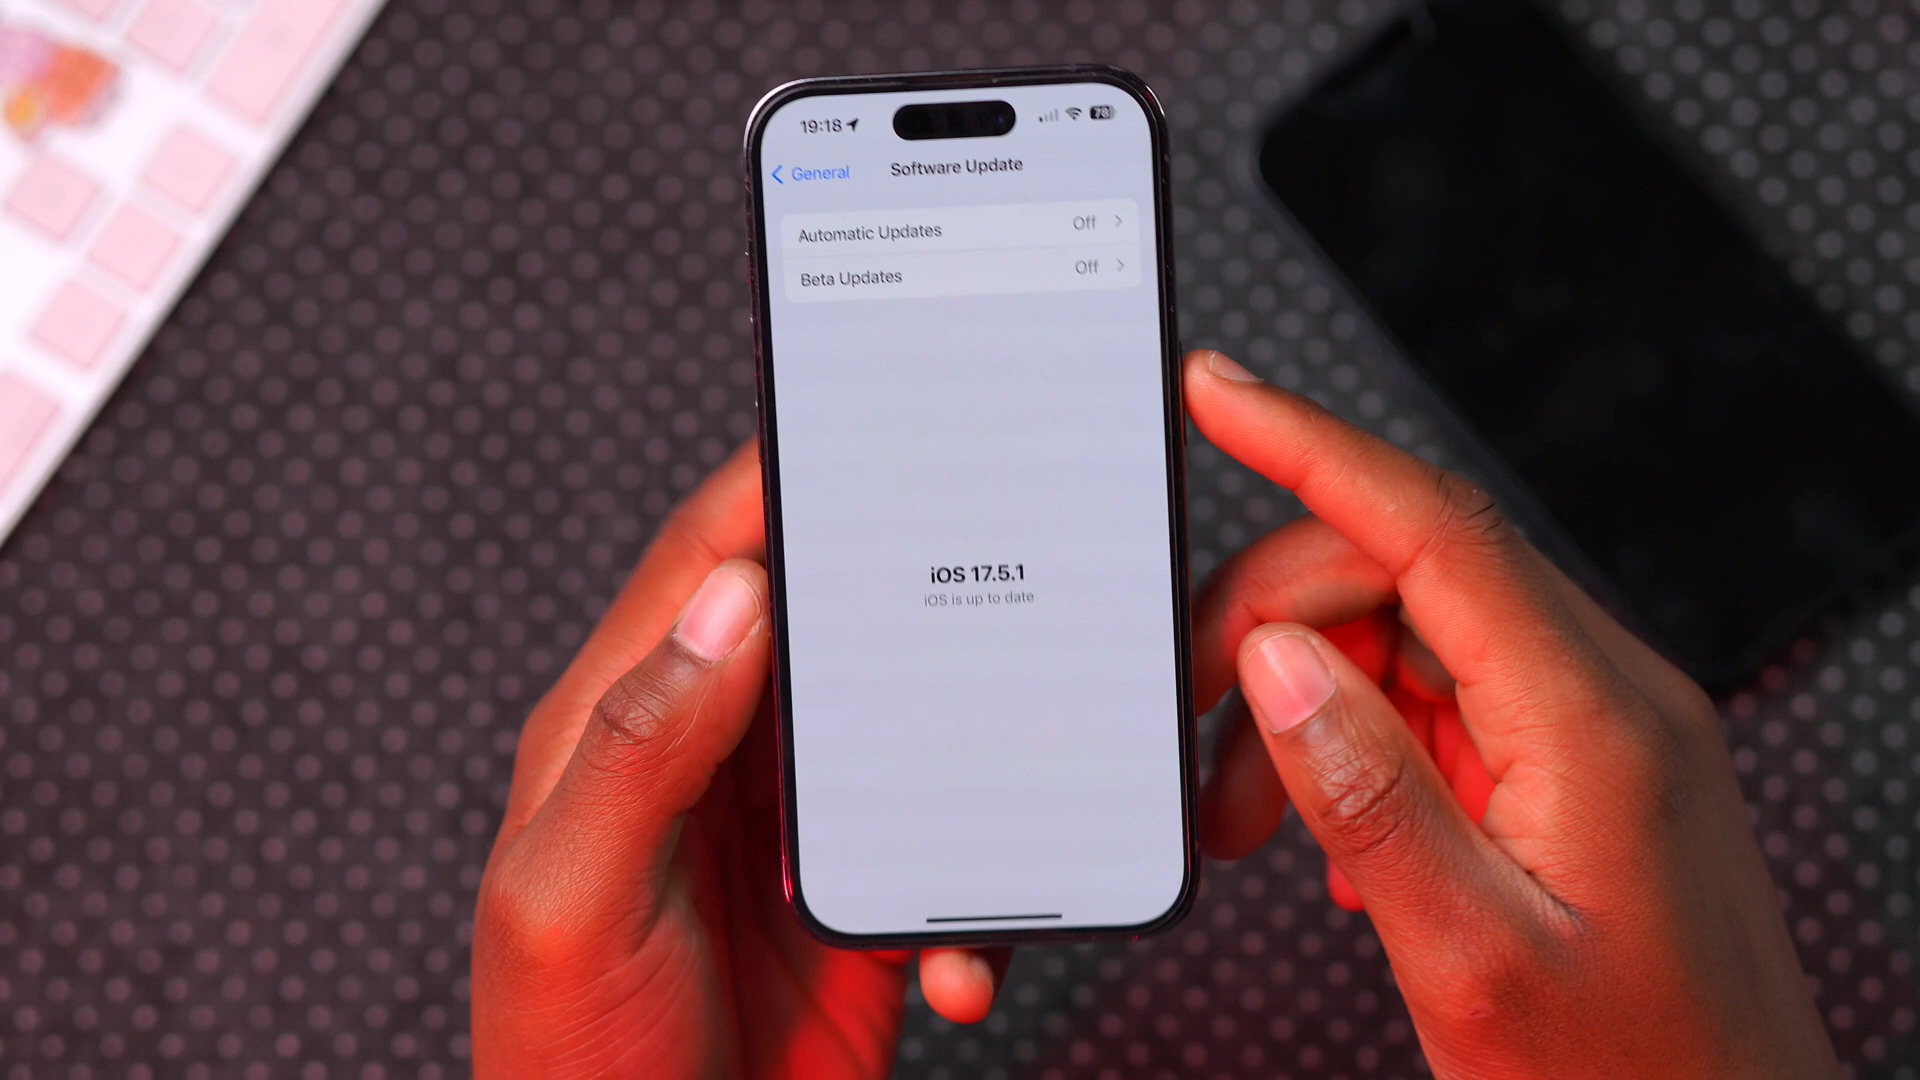 19:18 78
General Software Update
Automatic Updates Off
Beta Updates Off
iOS 17.5.1
iOS is up to date